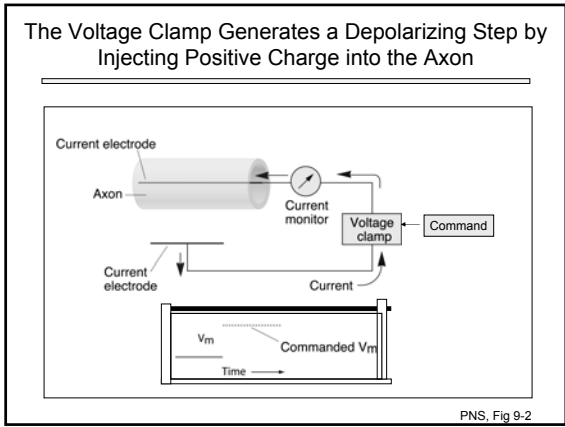 The Voltage Clamp Generates a Depolarizing Step by
Injecting Positive Charge into the Axon
Current electrode
Axon
Current
monitor
Voltage
clamp
Command
Current
electrode
Current
Vm
Commanded Vm
Time
PNS, Fig 9-2